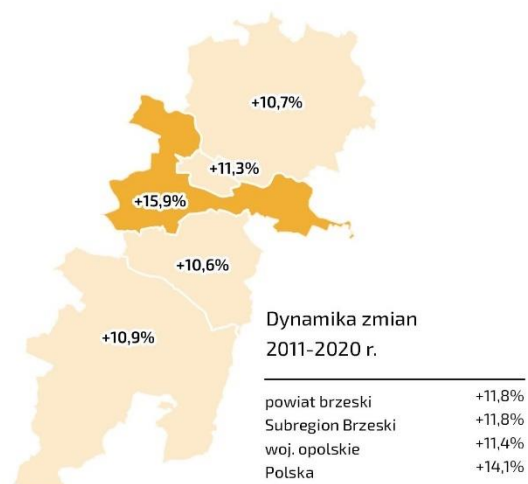 +10,7%
+11,3%
+15,9%
+10,6%
+10,9%
Dynamika zmian
2011-2020 r.
powiat brzeski +11,8%
Subregion Brzeski +11,8%
woj. opolskie +11,4%
Polska +14,1%